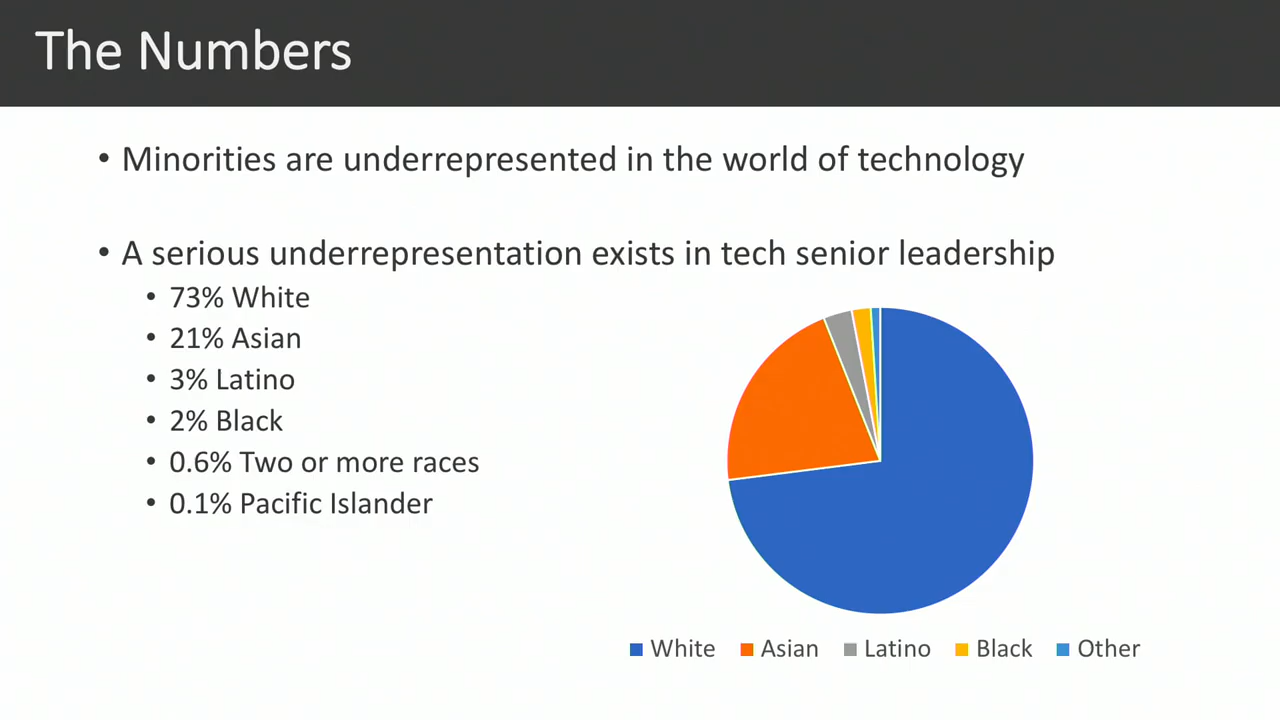 The Numbers
• Minorities are underrepresented in the world of technology
• A serious underrepresentation exists in tech senior leadership
• 73% White
• 21% Asian
• 3% Latino
• 2% Black
• 0.6% Two or more races
• 0.1% Pacific Islander
White Asian Latino Black Other